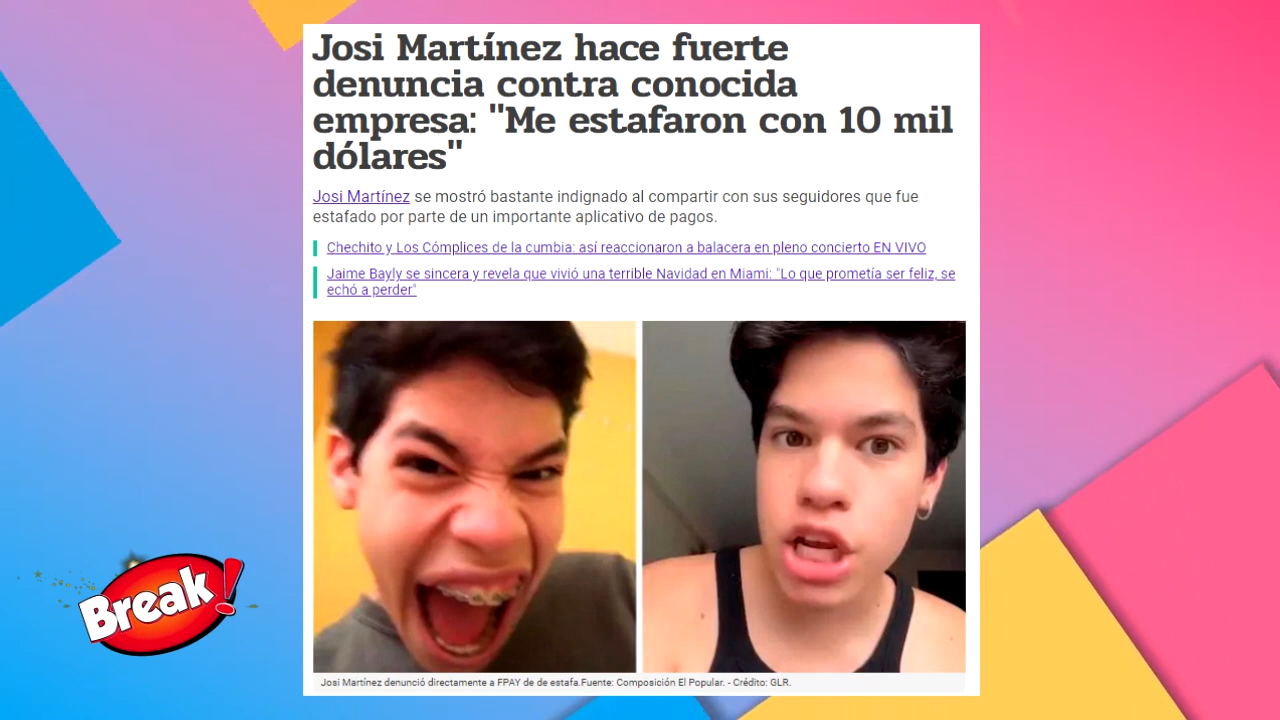 Josi Martínez hace fuerte
denuncia contra conocida
empresa: "Me estafaron con 10 mil
dólares"
Josi Martínez se mostró bastante indignado al compartir con sus seguidores que fue
estafado por parte de un importante aplicativo de pagos.
Chechito y Los Cómplices de la cumbia: así reaccionaron a balacera en pleno concierto EN VIVO
Jaime Bayly se sincera y revela que vivió una terrible Navidad en Miami: "Lo que prometía ser feliz, se
echó a perder"
Break!
Josi Martínez denunció directamente a FPAY de de estafa.Fuente: Composición El Popular. - Crédito: GLR.